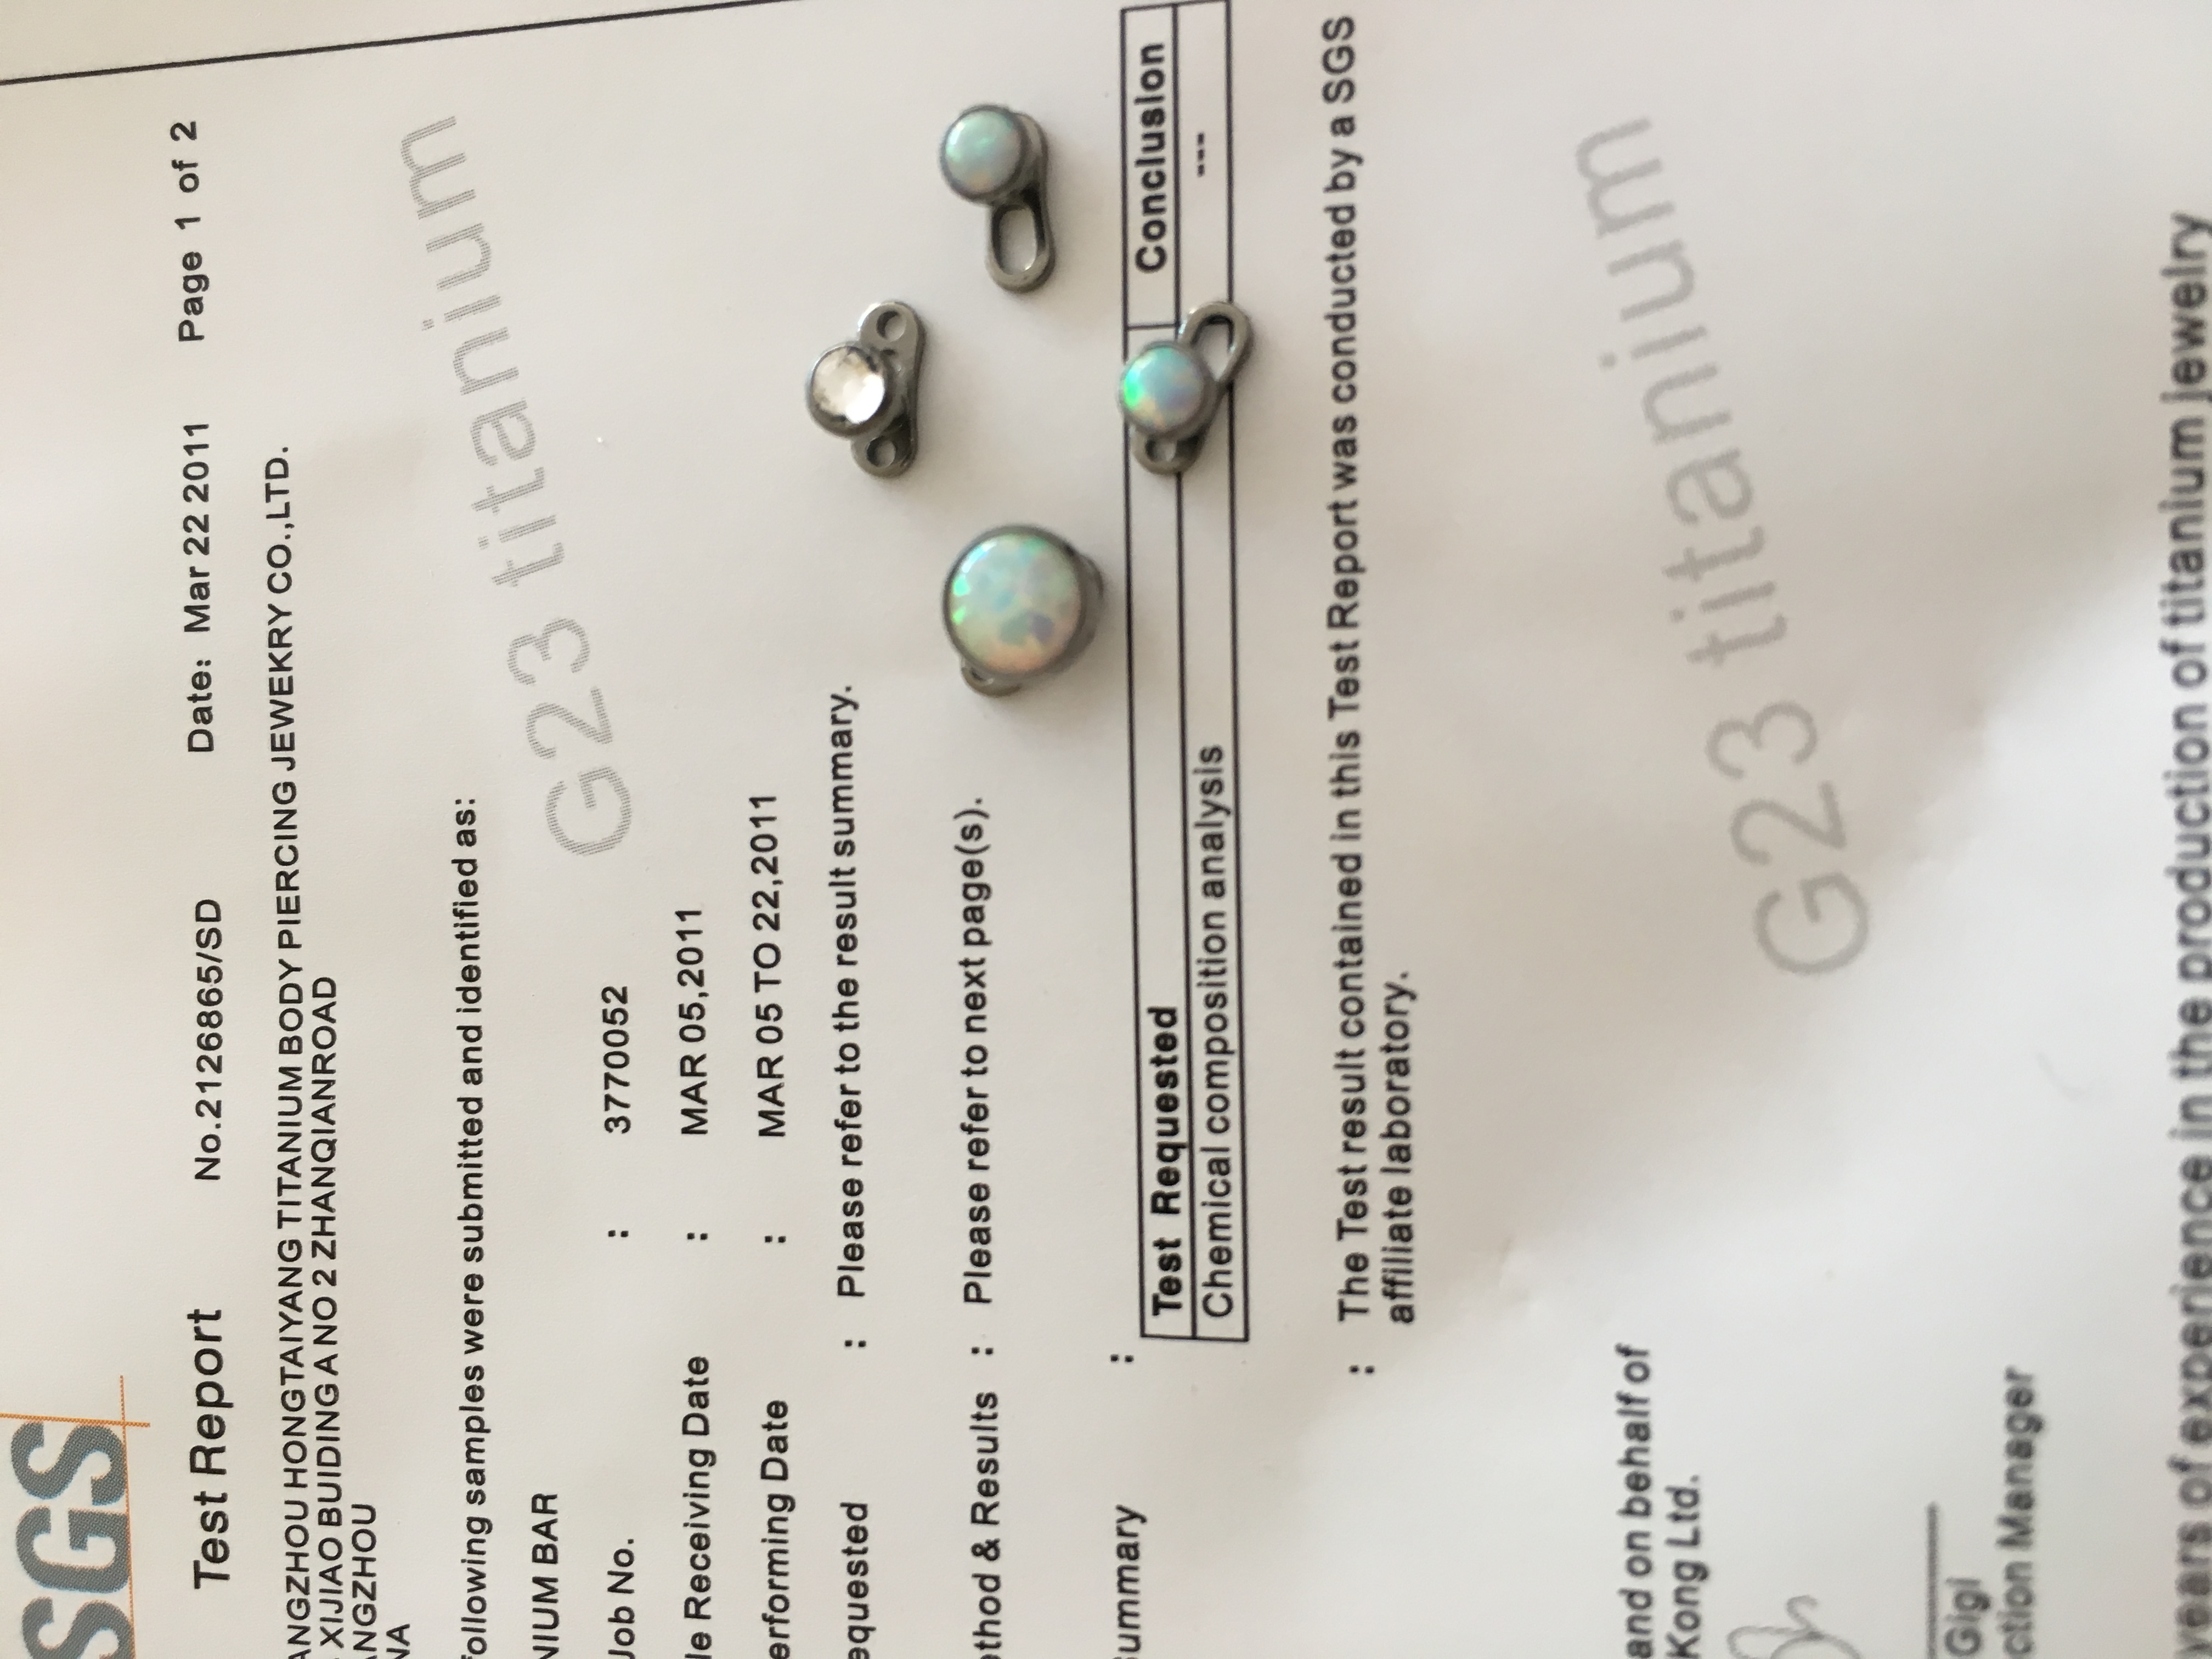 SGS
Test Report No.2126865/SD Date: Mar 22 2011 Page 1 of 2
ANGZHOU HONGTAIYANG TITANIUM BODY PIERCING JEWEKRY CO.,LTD.
XIJIAO BUIDING A NO 2 ZHANQIANROAD
ANGZHOU
NA
following samples were submitted and identified as:
NIUM BAR
G23 titanium
Job No. : 3770052
le Receiving Date : MAR 05,2011
erforming Date : MAR 05 TO 22,2011
equested : Please refer to the result summary.
ethod & Results : Please refer to next page(s).
Summary :
Test Requested Conclusion
Chemical composition analysis ---
: The Test result contained in this Test Report was conducted by a SGS
affiliate laboratory.
and on behalf of
Kong Ltd.
G23 titanium
Gigi
ction Manager
years of experience in the production of titanium jewelry